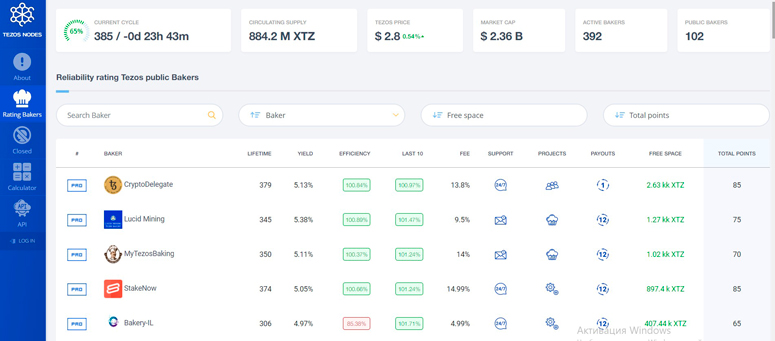 TEZOS NODES
About
Rating Bakers
Closed
Calculator
API
API
LOG IN
65%
CURRENT CYCLE
385 / -0d 23h 43m
CIRCULATING SUPPLY
884.2 M XTZ
TEZOS PRICE
$ 2.8 0.54%
MARKET CAP
$ 2.36 B
ACTIVE BAKERS
392
PUBLIC BAKERS
102
Reliability rating Tezos public Bakers
Search Baker
Baker
Free space
Total points
# BAKER LIFETIME YIELD EFFICIENCY LAST 10 FEE SUPPORT PROJECTS PAYOUTS FREE SPACE TOTAL POINTS
PRO CryptoDelegate 379 5.13% 100.84% 100.97% 13.8% 24/7 1 2.63 kk XTZ 85
PRO Lucid Mining 345 5.38% 100.88% 101.47% 9.5% 12 1.27 kk XTZ 75
PRO MyTezosBaking 350 5.11% 100.37% 101.24% 14% 12 1.02 kk XTZ 70
PRO StakeNow 374 5.05% 100.66% 101.24% 14.99% 24/7 12 897.4 k XTZ 85
PRO Bakery-IL 306 4.97% 85.38% 101.71% 4.99% 24/7 12 407.44 k XTZ 65
Активация Windows